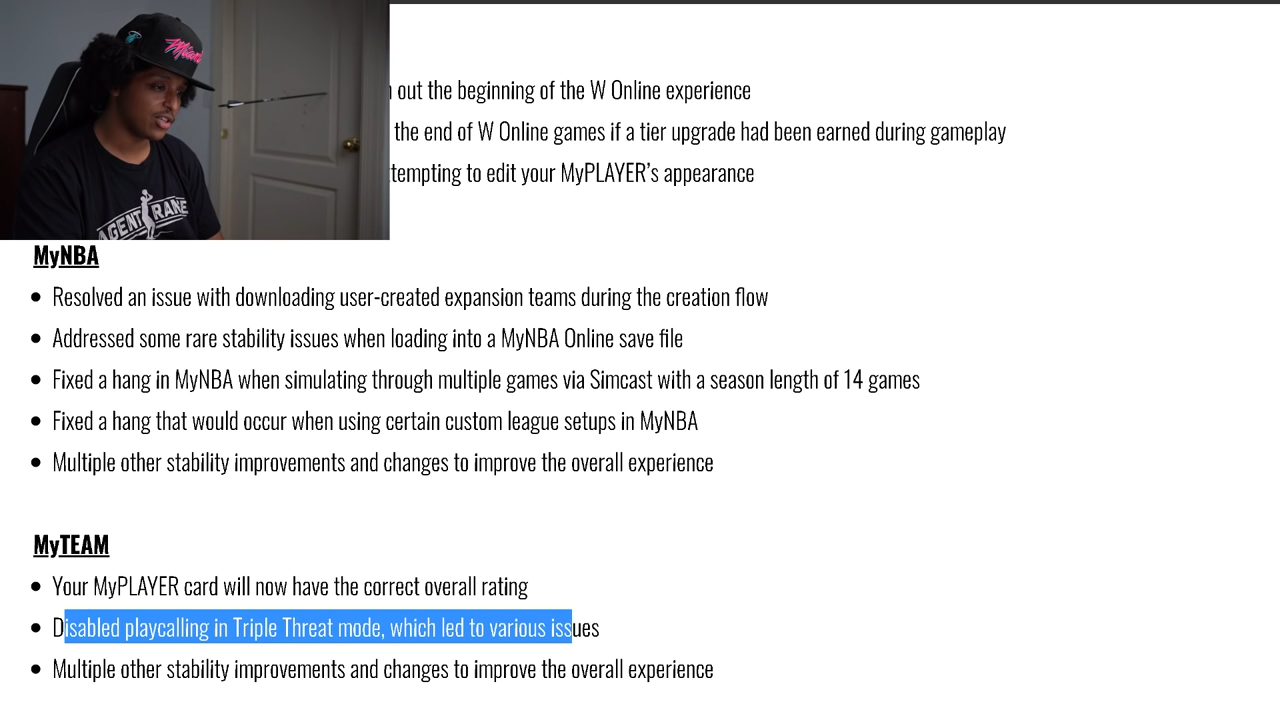 Miami
AGENT RANE
out the beginning of the W Online experience
the end of W Online games if a tier upgrade had been earned during gameplay
tempting to edit your MyPLAYER’s appearance
MyNBA
• Resolved an issue with downloading user-created expansion teams during the creation flow
• Addressed some rare stability issues when loading into a MyNBA Online save file
• Fixed a hang in MyNBA when simulating through multiple games via Simcast with a season length of 14 games
• Fixed a hang that would occur when using certain custom league setups in MyNBA
• Multiple other stability improvements and changes to improve the overall experience
MyTEAM
• Your MyPLAYER card will now have the correct overall rating
• Disabled playcalling in Triple Threat mode, which led to various issues
• Multiple other stability improvements and changes to improve the overall experience